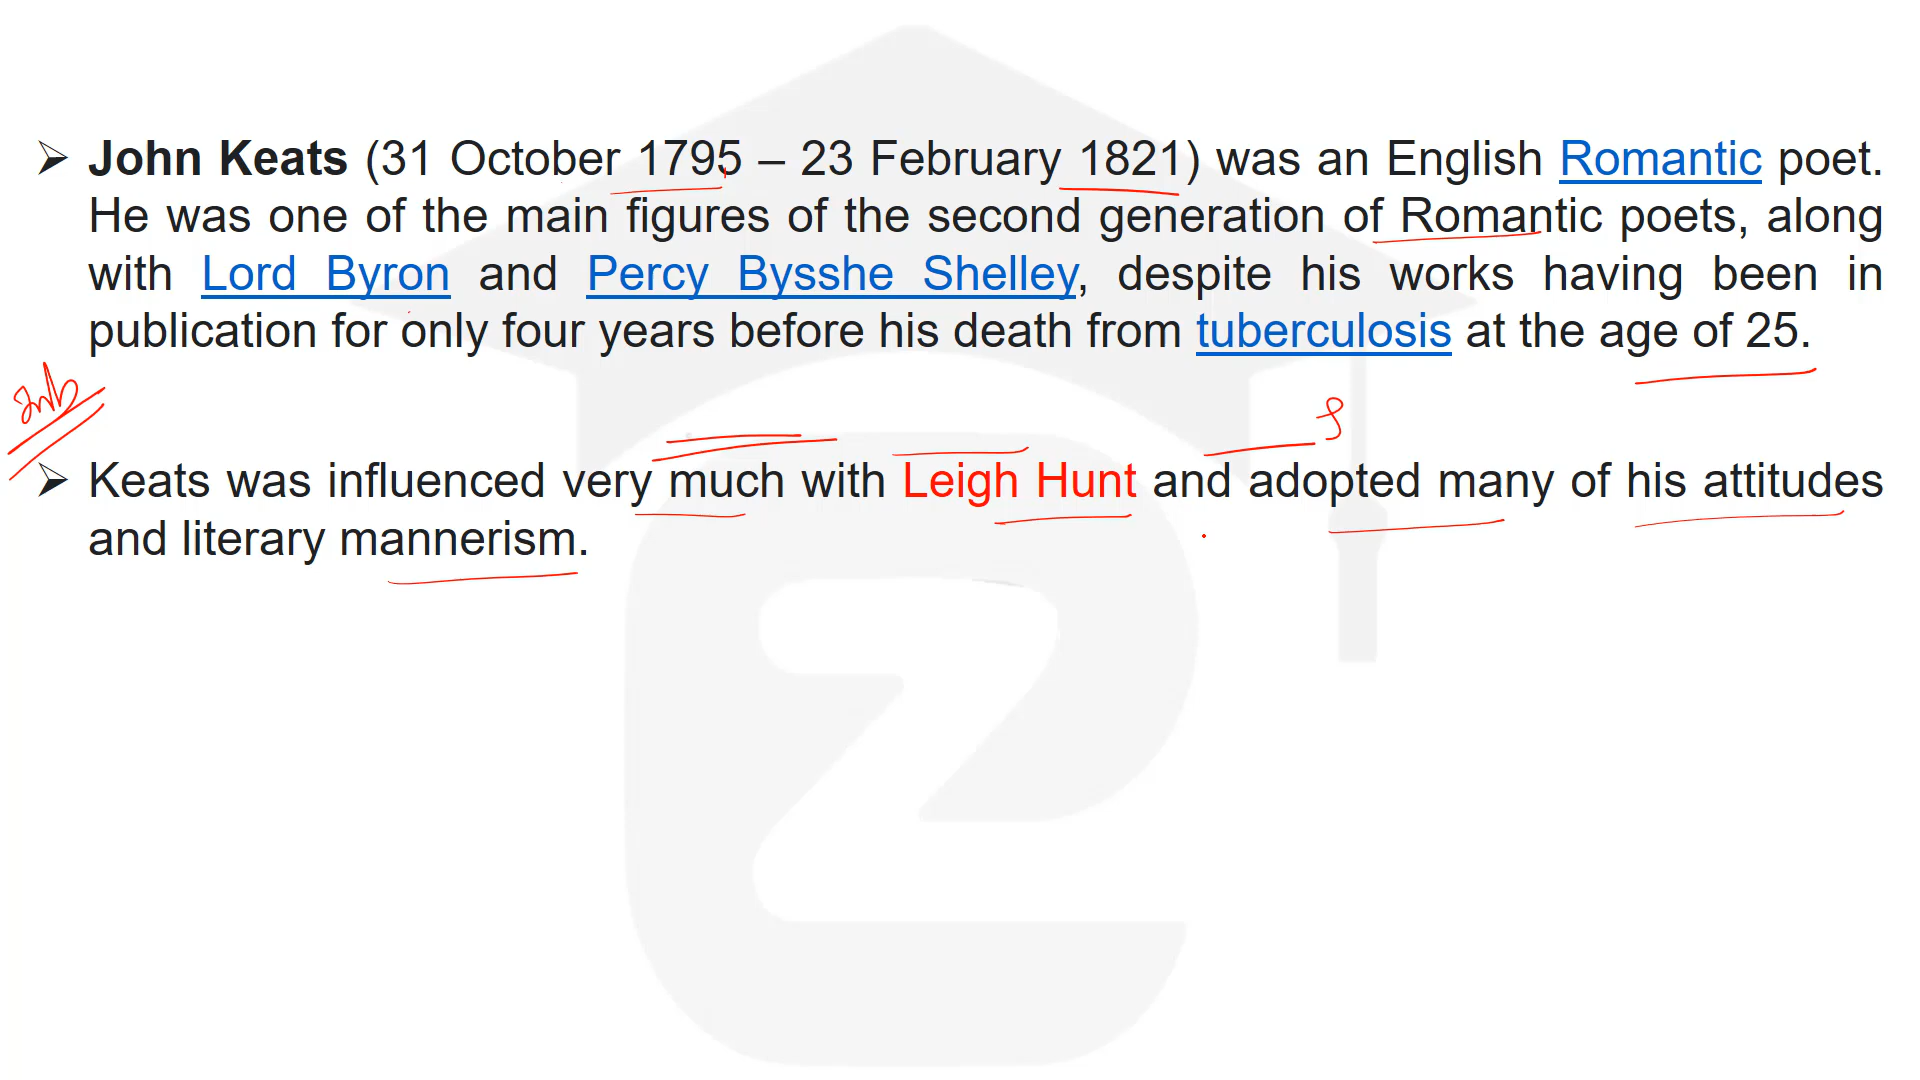 ➢ John Keats (31 October 1795 – 23 February 1821) was an English Romantic poet.
He was one of the main figures of the second generation of Romantic poets, along
with Lord Byron and Percy Bysshe Shelley, despite his works having been in
publication for only four years before his death from tuberculosis at the age of 25.
➢ Keats was influenced very much with Leigh Hunt and adopted many of his attitudes
and literary mannerism.